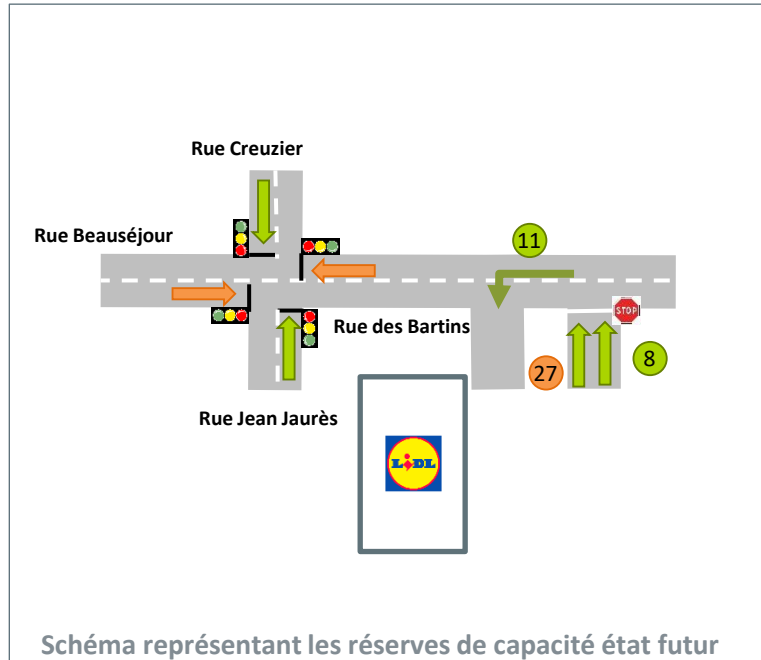 Rue Creuzier
Rue Beauséjour
11
STOP
Rue des Bartins
27
8
Rue Jean Jaurès
LiDL
Schéma représentant les réserves de capacité état futur